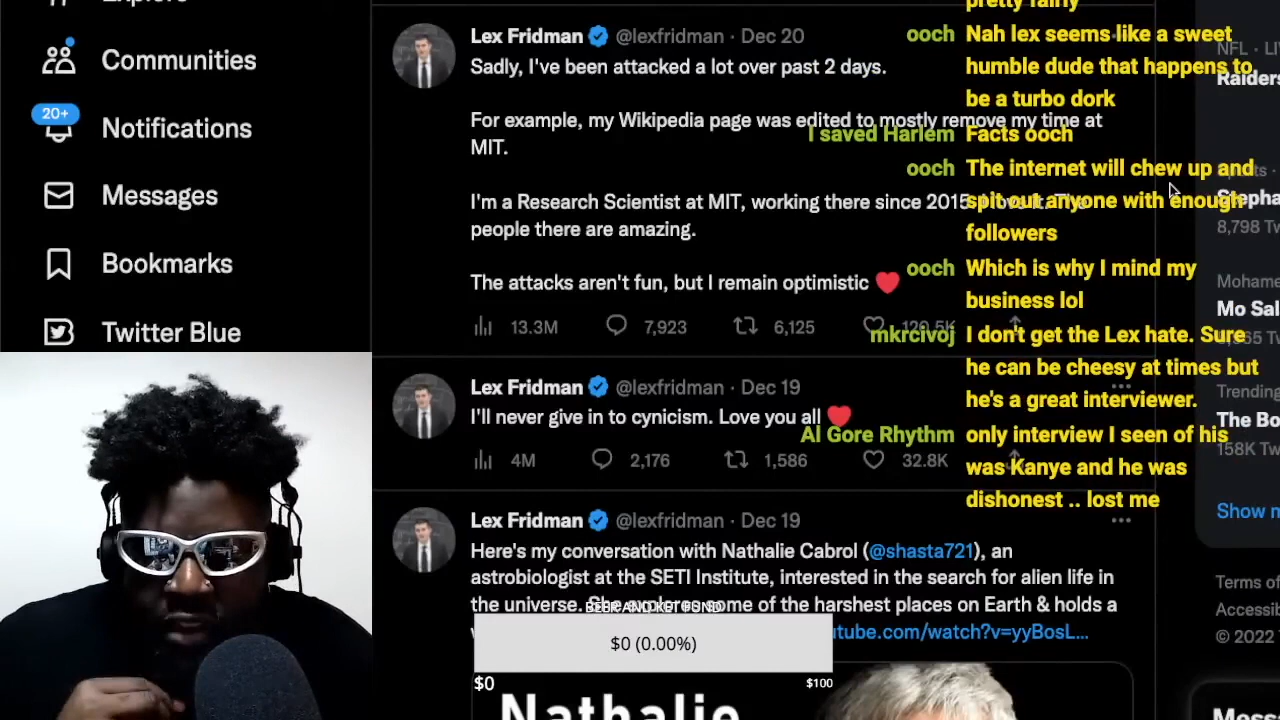 Explore
Communities
20+
Notifications
Messages
Bookmarks
Twitter Blue
Lex Fridman @lexfridman · Dec 20
Sadly, I've been attacked a lot over past 2 days.
For example, my Wikipedia page was edited to mostly remove my time at
MIT.
I'm a Research Scientist at MIT, working there since 2015.
people there are amazing.
The attacks aren't fun, but I remain optimistic ❤️
13.3M 7,923 6,125 120.5K
Lex Fridman @lexfridman · Dec 19
I'll never give in to cynicism. Love you all ❤️
4M 2,176 1,586 32.8K
Lex Fridman @lexfridman · Dec 19
Here's my conversation with Nathalie Cabrol (@shasta721), an
astrobiologist at the SETI Institute, interested in the search for alien life in
the universe. She explores some of the harshest places on Earth & holds a
utube.com/watch?v=yyBosL...
Nathalie
$0 (0.00%)
$0 $100
pretty fairly
ooch Nah lex seems like a sweet
humble dude that happens to
be a turbo dork
I saved Harlem Facts ooch
ooch The internet will chew up and
spit out anyone with enough
followers
ooch Which is why I mind my
business lol
mkrcivoj I don't get the Lex hate. Sure
he can be cheesy at times but
he's a great interviewer.
Al Gore Rhythm only interview I seen of his
was Kanye and he was
dishonest .. lost me
NFL · LI
Raiders
Stepha
8,798 Tw
Mohame
Mo Sal
Trending
The Bo
158K Tw
Show m
Terms of
Accessib
© 2022